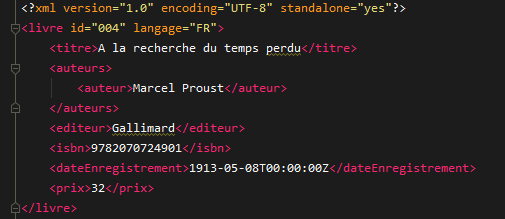 <?xml version="1.0" encoding="UTF-8" standalone="yes"?>
<livre id="004" langage="FR">
    <titre>A la recherche du temps perdu</titre>
    <auteurs>
        <auteur>Marcel Proust</auteur>
    </auteurs>
    <editeur>Gallimard</editeur>
    <isbn>9782070724901</isbn>
    <dateEnregistrement>1913-05-08T00:00:00Z</dateEnregistrement>
    <prix>32</prix>
</livre>